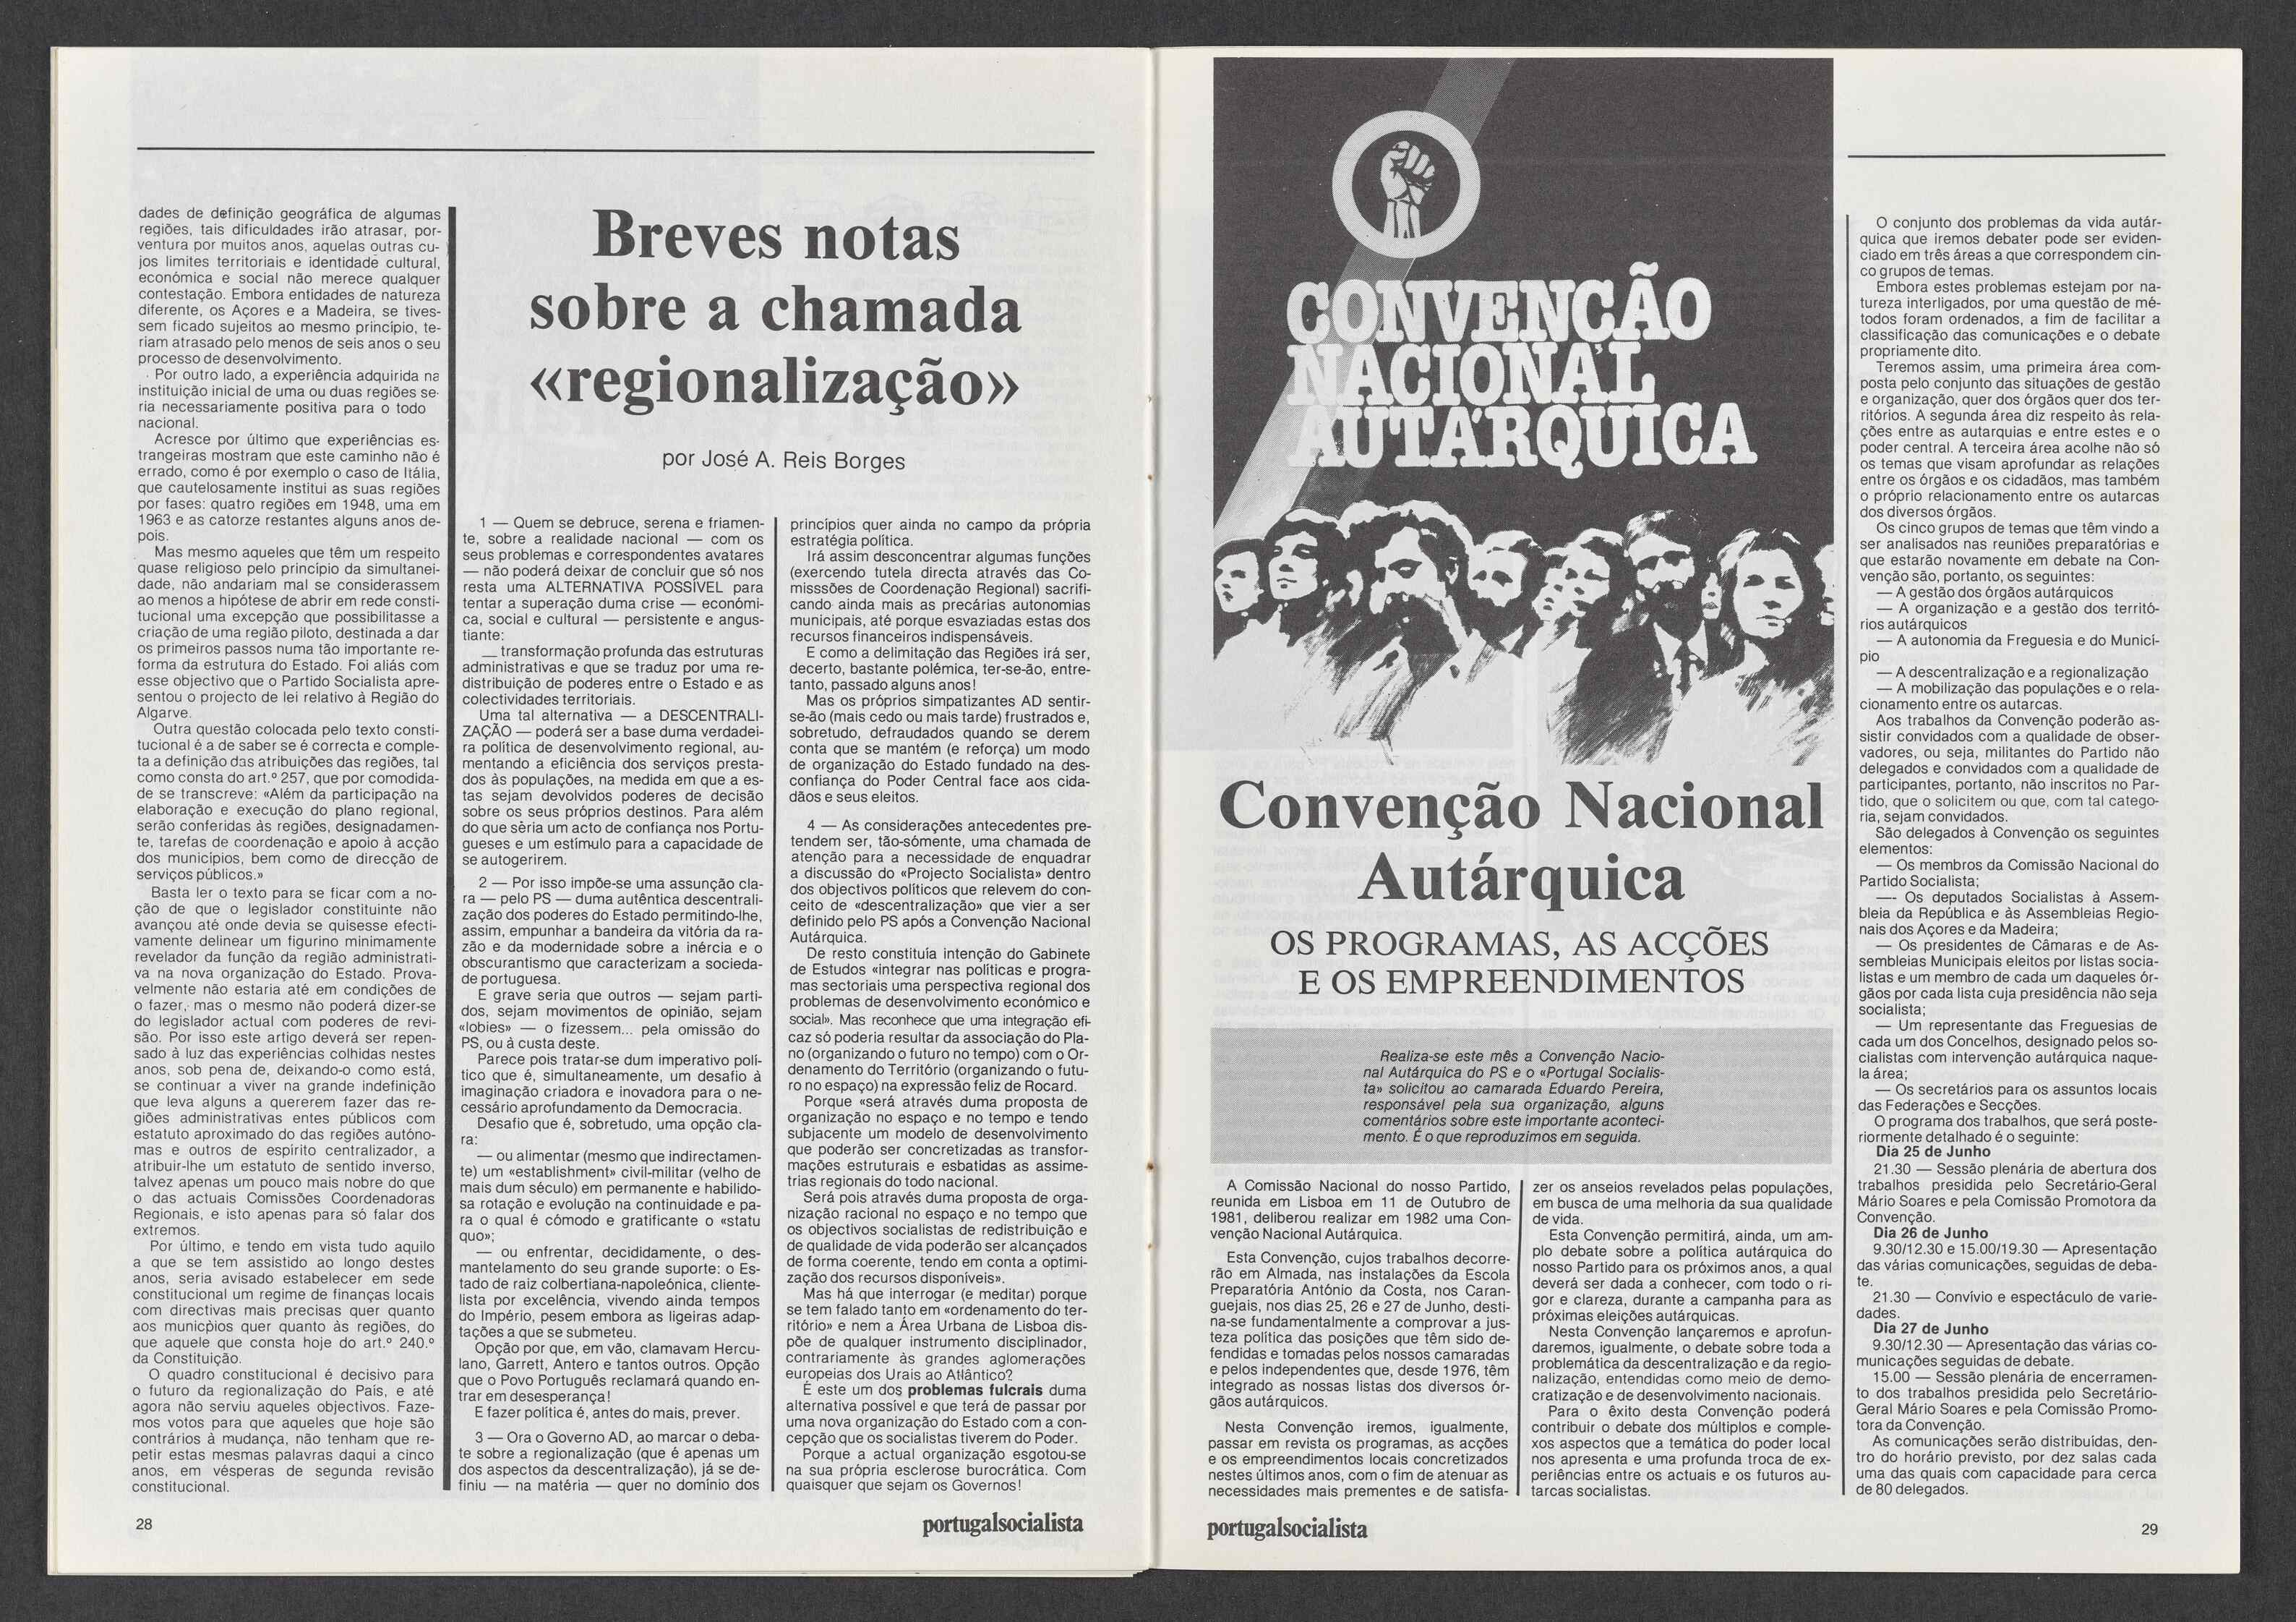 dades de definição geográfica de algumas
regiões, tais dificuldades irão atrasar, por-
ventura por muitos anos, aquelas outras cu-
jos limites territoriais e identidade cultural,
económica e social não merece qualquer
contestação. Embora entidades de natureza
diferente, os Açores e a Madeira, se tives-
sem ficado sujeitos ao mesmo princípio, te-
riam atrasado pelo menos de seis anos o seu
processo de desenvolvimento.
Por outro lado, a experiência adquirida na
instituição inicial de uma ou duas regiões se-
ria necessariamente positiva para o todo
nacional.
Acresce por último que experiências es-
trangeiras mostram que este caminho não é
errado, como é por exemplo o caso de Itália,
que cautelosamente institui as suas regiões
por fases: quatro regiões em 1948, uma em
1963 e as catorze restantes alguns anos de-
pois.
Mas mesmo aqueles que têm um respeito
quase religioso pelo princípio da simultanei-
dade, não andariam mal se considerassem
ao menos a hipótese de abrir em rede consti-
tucional uma excepção que possibilitasse a
criação de uma região piloto, destinada a dar
os primeiros passos numa tão importante re-
forma da estrutura do Estado. Foi aliás com
esse objectivo que o Partido Socialista apre-
sentou o projecto de lei relativo à Região do
Algarve.
Outra questão colocada pelo texto consti-
tucional é a de saber se é correcta e comple-
ta a definição das atribuições das regiões, tal
como consta do art.º 257, que por comodida-
de se transcreve: «Além da participação na
elaboração e execução do plano regional,
serão conferidas às regiões, designadamen-
te, tarefas de coordenação e apoio à acção
dos municípios, bem como de direcção de
serviços públicos.»
Basta ler o texto para se ficar com a no-
ção de que o legislador constituinte não
avançou até onde devia se quisesse efecti-
vamente delinear um figurino minimamente
revelador da função da região administrati-
va na nova organização do Estado. Prova-
velmente não estaria até em condições de
o fazer, mas o mesmo não poderá dizer-se
do legislador actual com poderes de revi-
são. Por isso este artigo deverá ser repen-
sado à luz das experiências colhidas nestes
anos, sob pena de, deixando-o como está,
se continuar a viver na grande indefinição
que leva alguns a quererem fazer das re-
giões administrativas entes públicos com
estatuto aproximado do das regiões autóno-
mas e outros de espírito centralizador, a
atribuir-lhe um estatuto de sentido inverso,
talvez apenas um pouco mais nobre do que
o das actuais Comissões Coordenadoras
Regionais, e isto apenas para só falar dos
extremos.
Por último, e tendo em vista tudo aquilo
a que se tem assistido ao longo destes
anos, seria avisado estabelecer em sede
constitucional um regime de finanças locais
com directivas mais precisas quer quanto
aos municpios quer quanto às regiões, do
que aquele que consta hoje do art.º 240.º
da Constituição.
O quadro constitucional é decisivo para
o futuro da regionalização do País, e até
agora não serviu aqueles objectivos. Faze-
mos votos para que aqueles que hoje são
contrários à mudança, não tenham que re-
petir estas mesmas palavras daqui a cinco
anos, em vésperas de segunda revisão
constitucional.
Breves notas
sobre a chamada
«regionalização»
por José A. Reis Borges
1 — Quem se debruce, serena e friamen-
te, sobre a realidade nacional — com os
seus problemas e correspondentes avatares
— não poderá deixar de concluir que só nos
resta uma ALTERNATIVA POSSÍVEL para
tentar a superação duma crise — económi-
ca, social e cultural — persistente e angus-
tiante:
— transformação profunda das estruturas
administrativas e que se traduz por uma re-
distribuição de poderes entre o Estado e as
colectividades territoriais.
Uma tal alternativa — a DESCENTRALI-
ZAÇÃO — poderá ser a base duma verdadei-
ra política de desenvolvimento regional, au-
mentando a eficiência dos serviços presta-
dos às populações, na medida em que a es-
tas sejam devolvidos poderes de decisão
sobre os seus próprios destinos. Para além
do que sèria um acto de confiança nos Portu-
gueses e um estímulo para a capacidade de
se autogerirem.
2 — Por isso impõe-se uma assunção cla-
ra — pelo PS — duma autêntica descentrali-
zação dos poderes do Estado permitindo-lhe,
assim, empunhar a bandeira da vitória da ra-
zão e da modernidade sobre a inércia e o
obscurantismo que caracterizam a socieda-
de portuguesa.
E grave seria que outros — sejam parti-
dos, sejam movimentos de opinião, sejam
«lobies» — o fizessem... pela omissão do
PS, ou à custa deste.
Parece pois tratar-se dum imperativo polí-
tico que é, simultaneamente, um desafio à
imaginação criadora e inovadora para o ne-
cessário aprofundamento da Democracia.
Desafio que é, sobretudo, uma opção cla-
ra:
— ou alimentar (mesmo que indirectamen-
te) um «establishment» civil-militar (velho de
mais dum século) em permanente e habilido-
sa rotação e evolução na continuidade e pa-
ra o qual é cómodo e gratificante o «statu
quo»;
— ou enfrentar, decididamente, o des-
mantelamento do seu grande suporte: o Es-
tado de raiz colbertiana-napoleónica, cliente-
lista por excelência, vivendo ainda tempos
do Império, pesem embora as ligeiras adap-
tações a que se submeteu.
Opção por que, em vão, clamavam Hercu-
lano, Garrett, Antero e tantos outros. Opção
que o Povo Português reclamará quando en-
trar em desesperança!
E fazer política é, antes do mais, prever.
3 — Ora o Governo AD, ao marcar o deba-
te sobre a regionalização (que é apenas um
dos aspectos da descentralização), já se de-
finiu — na matéria — quer no domínio dos
princípios quer ainda no campo da própria
estratégia política.
Irá assim desconcentrar algumas funções
(exercendo tutela directa através das Co-
misssões de Coordenação Regional) sacrifi-
cando ainda mais as precárias autonomias
municipais, até porque esvaziadas estas dos
recursos financeiros indispensáveis.
E como a delimitação das Regiões irá ser,
decerto, bastante polémica, ter-se-ão, entre-
tanto, passado alguns anos!
Mas os próprios simpatizantes AD sentir-
se-ão (mais cedo ou mais tarde) frustrados e,
sobretudo, defraudados quando se derem
conta que se mantém (e reforça) um modo
de organização do Estado fundado na des-
confiança do Poder Central face aos cida-
dãos e seus eleitos.
4 — As considerações antecedentes pre-
tendem ser, tão-sómente, uma chamada de
atenção para a necessidade de enquadrar
a discussão do «Projecto Socialista» dentro
dos objectivos políticos que relevem do con-
ceito de «descentralização» que vier a ser
definido pelo PS após a Convenção Nacional
Autárquica.
De resto constituía intenção do Gabinete
de Estudos «integrar nas políticas e progra-
mas sectoriais uma perspectiva regional dos
problemas de desenvolvimento económico e
social». Mas reconhece que uma integração efi-
caz só poderia resultar da associação do Pla-
no (organizando o futuro no tempo) com o Or-
denamento do Território (organizando o futu-
ro no espaço) na expressão feliz de Rocard.
Porque «será através duma proposta de
organização no espaço e no tempo e tendo
subjacente um modelo de desenvolvimento
que poderão ser concretizadas as transfor-
mações estruturais e esbatidas as assime-
trias regionais do todo nacional.
Será pois através duma proposta de orga-
nização racional no espaço e no tempo que
os objectivos socialistas de redistribuição e
de qualidade de vida poderão ser alcançados
de forma coerente, tendo em conta a optimi-
zação dos recursos disponíveis».
Mas há que interrogar (e meditar) porque
se tem falado tanto em «ordenamento do ter-
ritório» e nem a Área Urbana de Lisboa dis-
põe de qualquer instrumento disciplinador,
contrariamente às grandes aglomerações
europeias dos Urais ao Atlântico?
É este um dos problemas fulcrais duma
alternativa possível e que terá de passar por
uma nova organização do Estado com a con-
cepção que os socialistas tiverem do Poder.
Porque a actual organização esgotou-se
na sua própria esclerose burocrática. Com
quaisquer que sejam os Governos!
28
portugalsocialista
CONVENÇÃO
NACIONAL
AUTÁRQUICA
Convenção Nacional
Autárquica
OS PROGRAMAS, AS ACÇÕES
E OS EMPREENDIMENTOS
Realiza-se este mês a Convenção Nacio-
nal Autárquica do PS e o «Portugal Socialis-
ta» solicitou ao camarada Eduardo Pereira,
responsável pela sua organização, alguns
comentários sobre este importante aconteci-
mento. É o que reproduzimos em seguida.
A Comissão Nacional do nosso Partido,
reunida em Lisboa em 11 de Outubro de
1981, deliberou realizar em 1982 uma Con-
venção Nacional Autárquica.
Esta Convenção, cujos trabalhos decorre-
rão em Almada, nas instalações da Escola
Preparatória António da Costa, nos Caran-
guejais, nos dias 25, 26 e 27 de Junho, desti-
na-se fundamentalmente a comprovar a jus-
teza política das posições que têm sido de-
fendidas e tomadas pelos nossos camaradas
e pelos independentes que, desde 1976, têm
integrado as nossas listas dos diversos ór-
gãos autárquicos.
Nesta Convenção iremos, igualmente,
passar em revista os programas, as acções
e os empreendimentos locais concretizados
nestes últimos anos, com o fim de atenuar as
necessidades mais prementes e de satisfa-
zer os anseios revelados pelas populações,
em busca de uma melhoria da sua qualidade
de vida.
Esta Convenção permitirá, ainda, um am-
plo debate sobre a política autárquica do
nosso Partido para os próximos anos, a qual
deverá ser dada a conhecer, com todo o ri-
gor e clareza, durante a campanha para as
próximas eleições autárquicas.
Nesta Convenção lançaremos e aprofun-
daremos, igualmente, o debate sobre toda a
problemática da descentralização e da regio-
nalização, entendidas como meio de demo-
cratização e de desenvolvimento nacionais.
Para o êxito desta Convenção poderá
contribuir o debate dos múltiplos e comple-
xos aspectos que a temática do poder local
nos apresenta e uma profunda troca de ex-
periências entre os actuais e os futuros au-
tarcas socialistas.
O conjunto dos problemas da vida autár-
quica que iremos debater pode ser eviden-
ciado em três áreas a que correspondem cin-
co grupos de temas.
Embora estes problemas estejam por na-
tureza interligados, por uma questão de mé-
todos foram ordenados, a fim de facilitar a
classificação das comunicações e o debate
propriamente dito.
Teremos assim, uma primeira área com-
posta pelo conjunto das situações de gestão
e organização, quer dos órgãos quer dos ter-
ritórios. A segunda área diz respeito às rela-
ções entre as autarquias e entre estes e o
poder central. A terceira área acolhe não só
os temas que visam aprofundar as relações
entre os órgãos e os cidadãos, mas também
o próprio relacionamento entre os autarcas
dos diversos órgãos.
Os cinco grupos de temas que têm vindo a
ser analisados nas reuniões preparatórias e
que estarão novamente em debate na Con-
venção são, portanto, os seguintes:
— A gestão dos órgãos autárquicos
— A organização e a gestão dos territó-
rios autárquicos
— A autonomia da Freguesia e do Municí-
pio
— A descentralização e a regionalização
— A mobilização das populações e o rela-
cionamento entre os autarcas.
Aos trabalhos da Convenção poderão as-
sistir convidados com a qualidade de obser-
vadores, ou seja, militantes do Partido não
delegados e convidados com a qualidade de
participantes, portanto, não inscritos no Par-
tido, que o solicitem ou que, com tal catego-
ria, sejam convidados.
São delegados à Convenção os seguintes
elementos:
— Os membros da Comissão Nacional do
Partido Socialista;
— Os deputados Socialistas à Assem-
bleia da República e às Assembleias Regio-
nais dos Açores e da Madeira;
— Os presidentes de Câmaras e de As-
sembleias Municipais eleitos por listas socia-
listas e um membro de cada um daqueles ór-
gãos por cada lista cuja presidência não seja
socialista;
— Um representante das Freguesias de
cada um dos Concelhos, designado pelos so-
cialistas com intervenção autárquica naque-
la área;
— Os secretários para os assuntos locais
das Federações e Secções.
O programa dos trabalhos, que será poste-
riormente detalhado é o seguinte:
Dia 25 de Junho
21.30 — Sessão plenária de abertura dos
trabalhos presidida pelo Secretário-Geral
Mário Soares e pela Comissão Promotora da
Convenção.
Dia 26 de Junho
9.30/12.30 e 15.00/19.30 — Apresentação
das várias comunicações, seguidas de deba-
te.
21.30 — Convívio e espectáculo de varie-
dades.
Dia 27 de Junho
9.30/12.30 — Apresentação das várias co-
municações seguidas de debate.
15.00 — Sessão plenária de encerramen-
to dos trabalhos presidida pelo Secretário-
Geral Mário Soares e pela Comissão Promo-
tora da Convenção.
As comunicações serão distribuídas, den-
tro do horário previsto, por dez salas cada
uma das quais com capacidade para cerca
de 80 delegados.
portugalsocialista
29